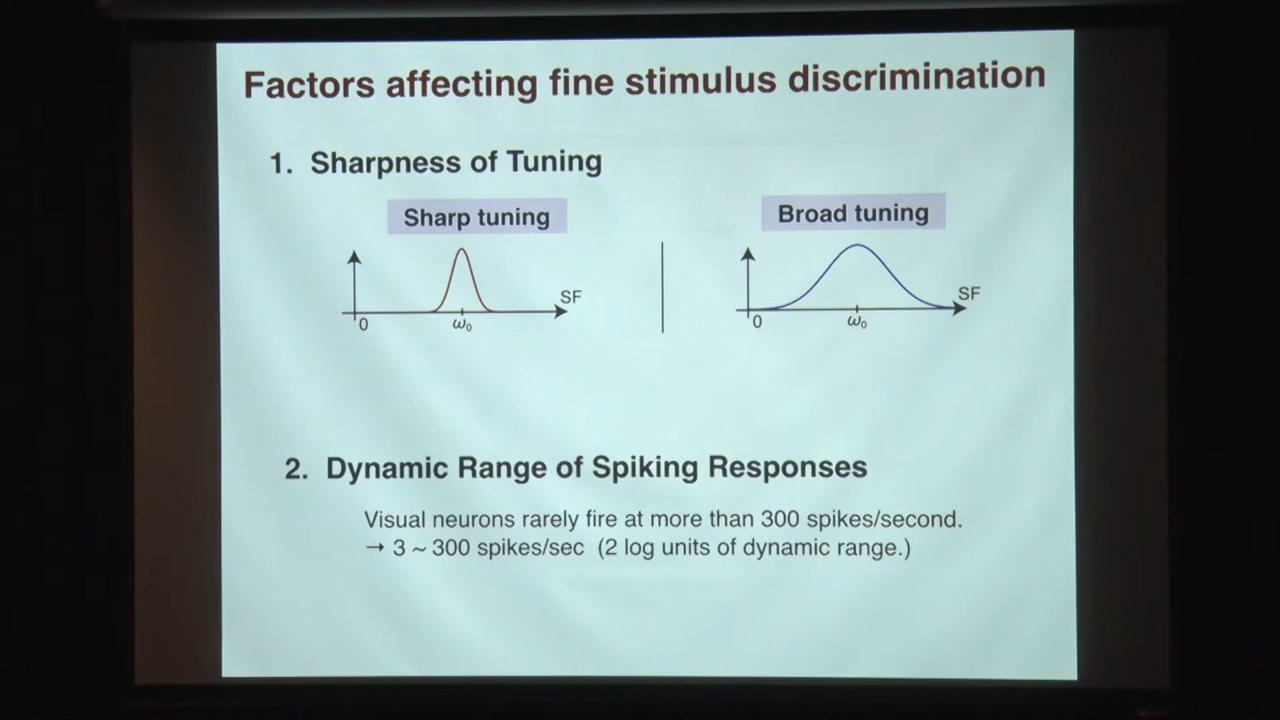 Factors affecting fine stimulus discrimination
1. Sharpness of Tuning
Sharp tuning
Broad tuning
SF
0
ω₀
SF
0
ω₀
2. Dynamic Range of Spiking Responses
Visual neurons rarely fire at more than 300 spikes/second.
→ 3 ~ 300 spikes/sec (2 log units of dynamic range.)